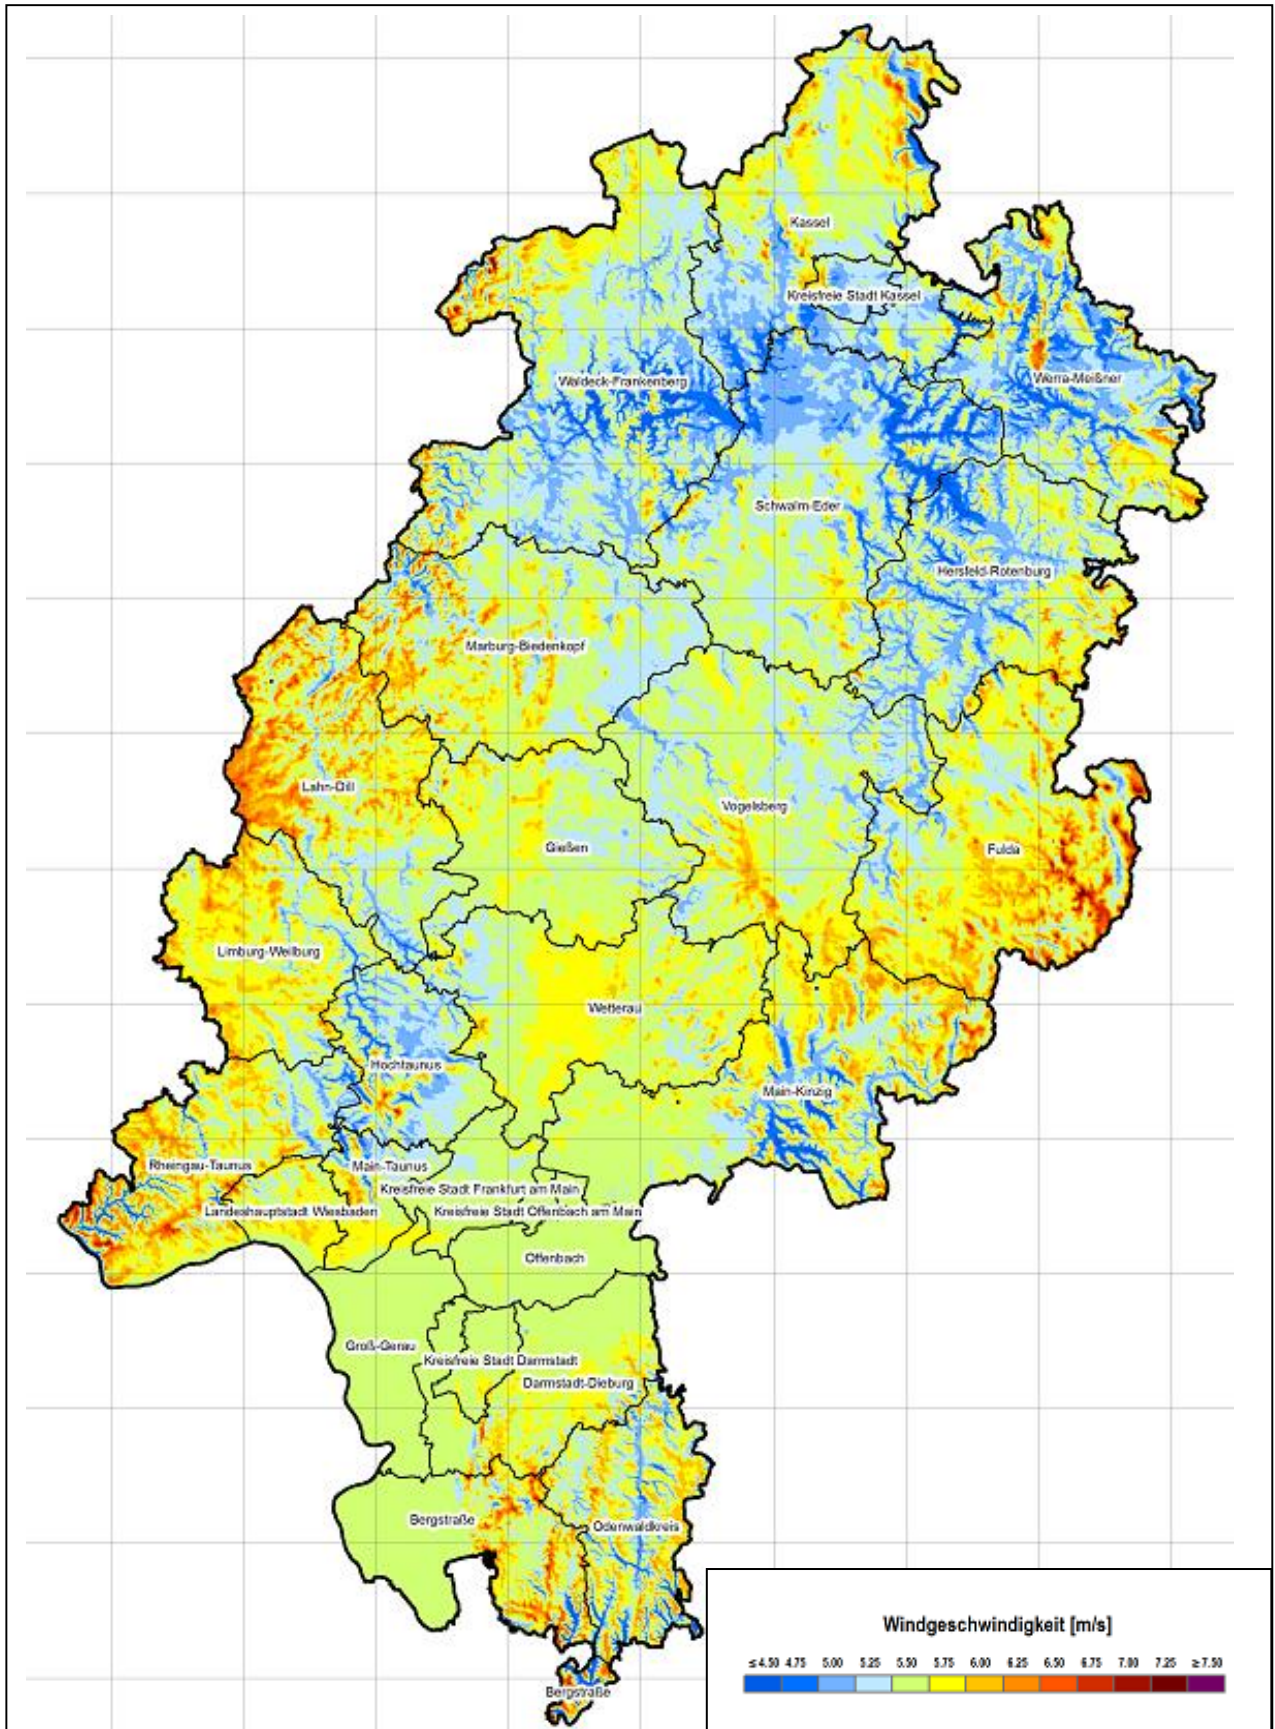 Kassel
Kreisfreie Stadt Kassel
Waldeck-Frankenberg
Werra-Meißner
Schwalm-Eder
Hersfeld-Rotenburg
Marburg-Biedenkopf
Lahn-Dill
Vogelsberg
Gießen
Fulda
Limburg-Weilburg
Wetterau
Hochtaunus
Main-Kinzig
Rheingau-Taunus
Main-Taunus
Kreisfreie Stadt Frankfurt am Main
Landeshauptstadt Wiesbaden
Kreisfreie Stadt Offenbach am Main
Offenbach
Groß-Gerau
Kreisfreie Stadt Darmstadt
Darmstadt-Dieburg
Bergstraße
Odenwaldkreis
Bergstraße
Windgeschwindigkeit [m/s]
≤ 4.50 4.75 5.00 5.25 5.50 5.75 6.00 6.25 6.50 6.75 7.00 7.25 ≥ 7.50